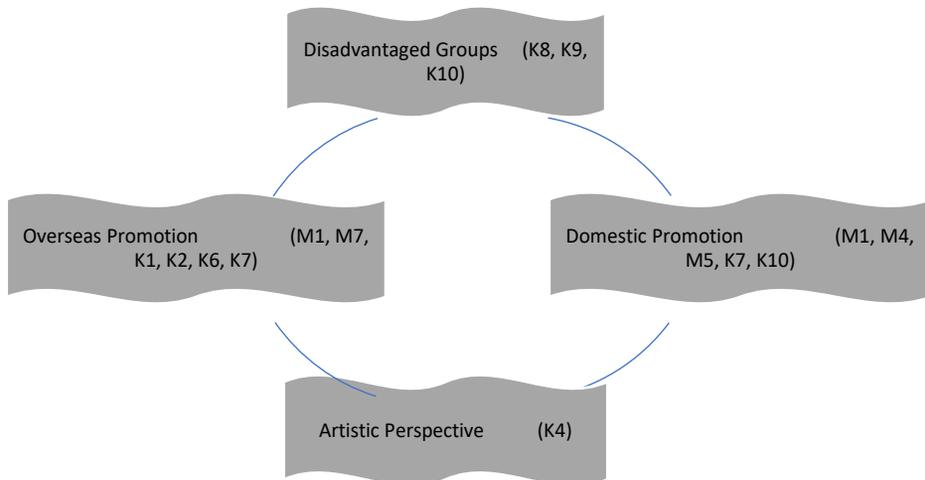 Disadvantaged Groups (K8, K9,
K10)
Overseas Promotion (M1, M7,
K1, K2, K6, K7)
Domestic Promotion (M1, M4,
M5, K7, K10)
Artistic Perspective (K4)